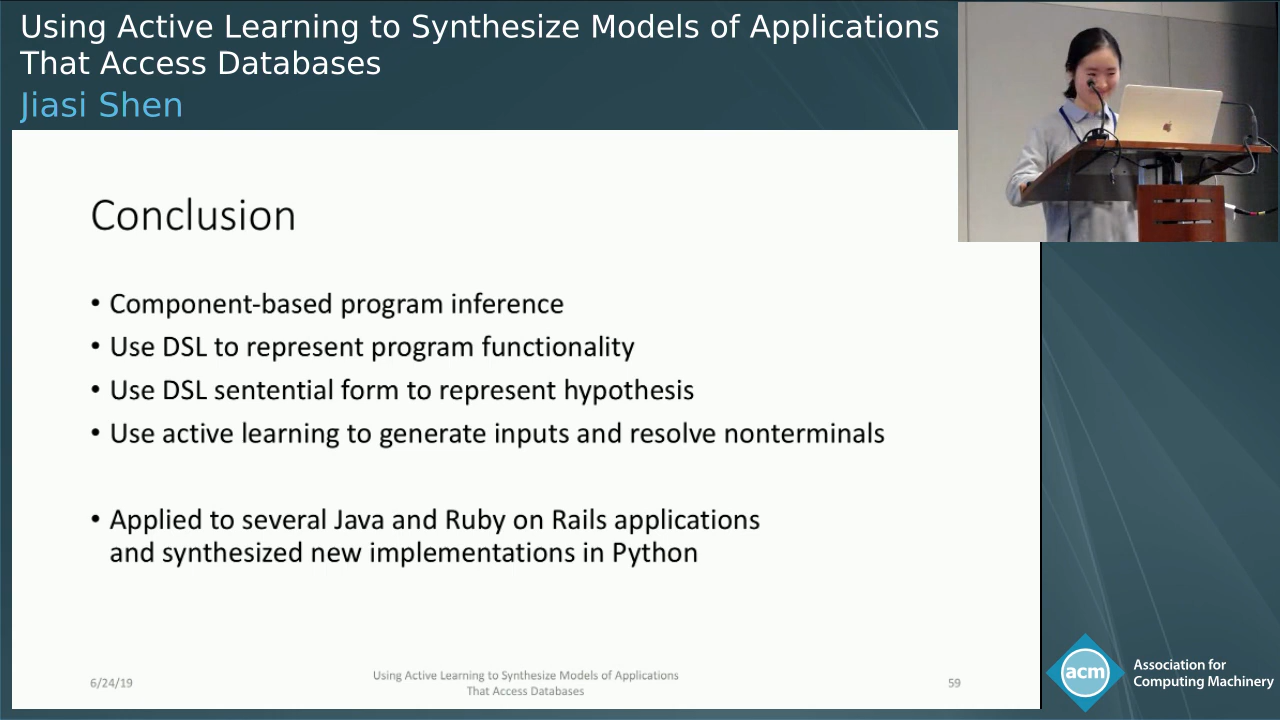 Using Active Learning to Synthesize Models of Applications
That Access Databases
Jiasi Shen
Conclusion
• Component-based program inference
• Use DSL to represent program functionality
• Use DSL sentential form to represent hypothesis
• Use active learning to generate inputs and resolve nonterminals
• Applied to several Java and Ruby on Rails applications
and synthesized new implementations in Python
6/24/19
Using Active Learning to Synthesize Models of Applications
That Access Databases
59
acm
Association for
Computing Machinery